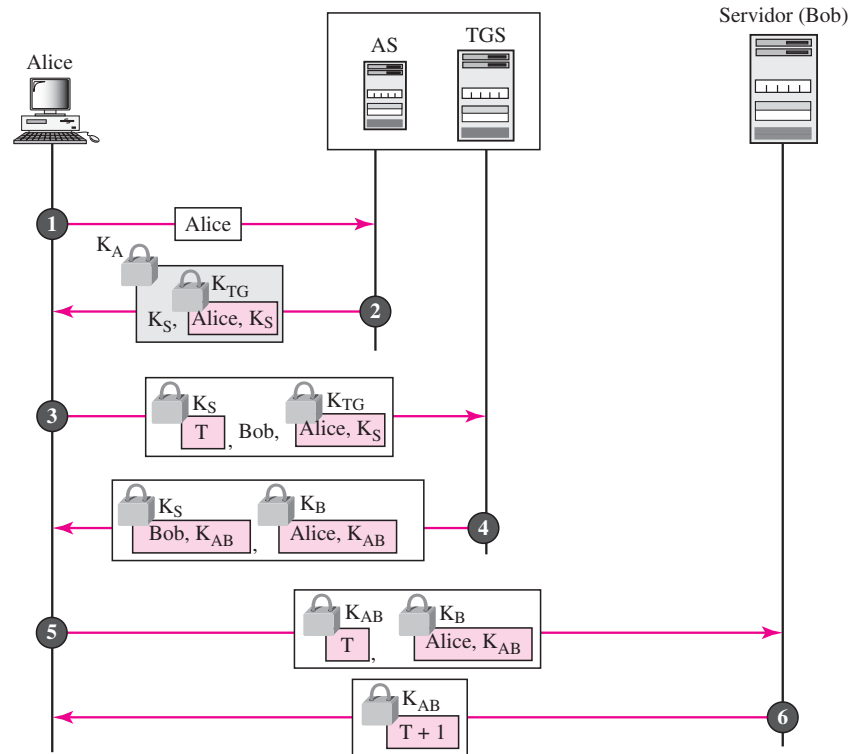 Servidor (Bob)
AS
TGS
Alice
1
Alice
K_A
K_TG
K_S, Alice, K_S
2
3
K_S
K_TG
T , Bob, Alice, K_S
K_S
K_B
Bob, K_AB , Alice, K_AB
4
5
K_AB
K_B
T , Alice, K_AB
K_AB
T + 1
6